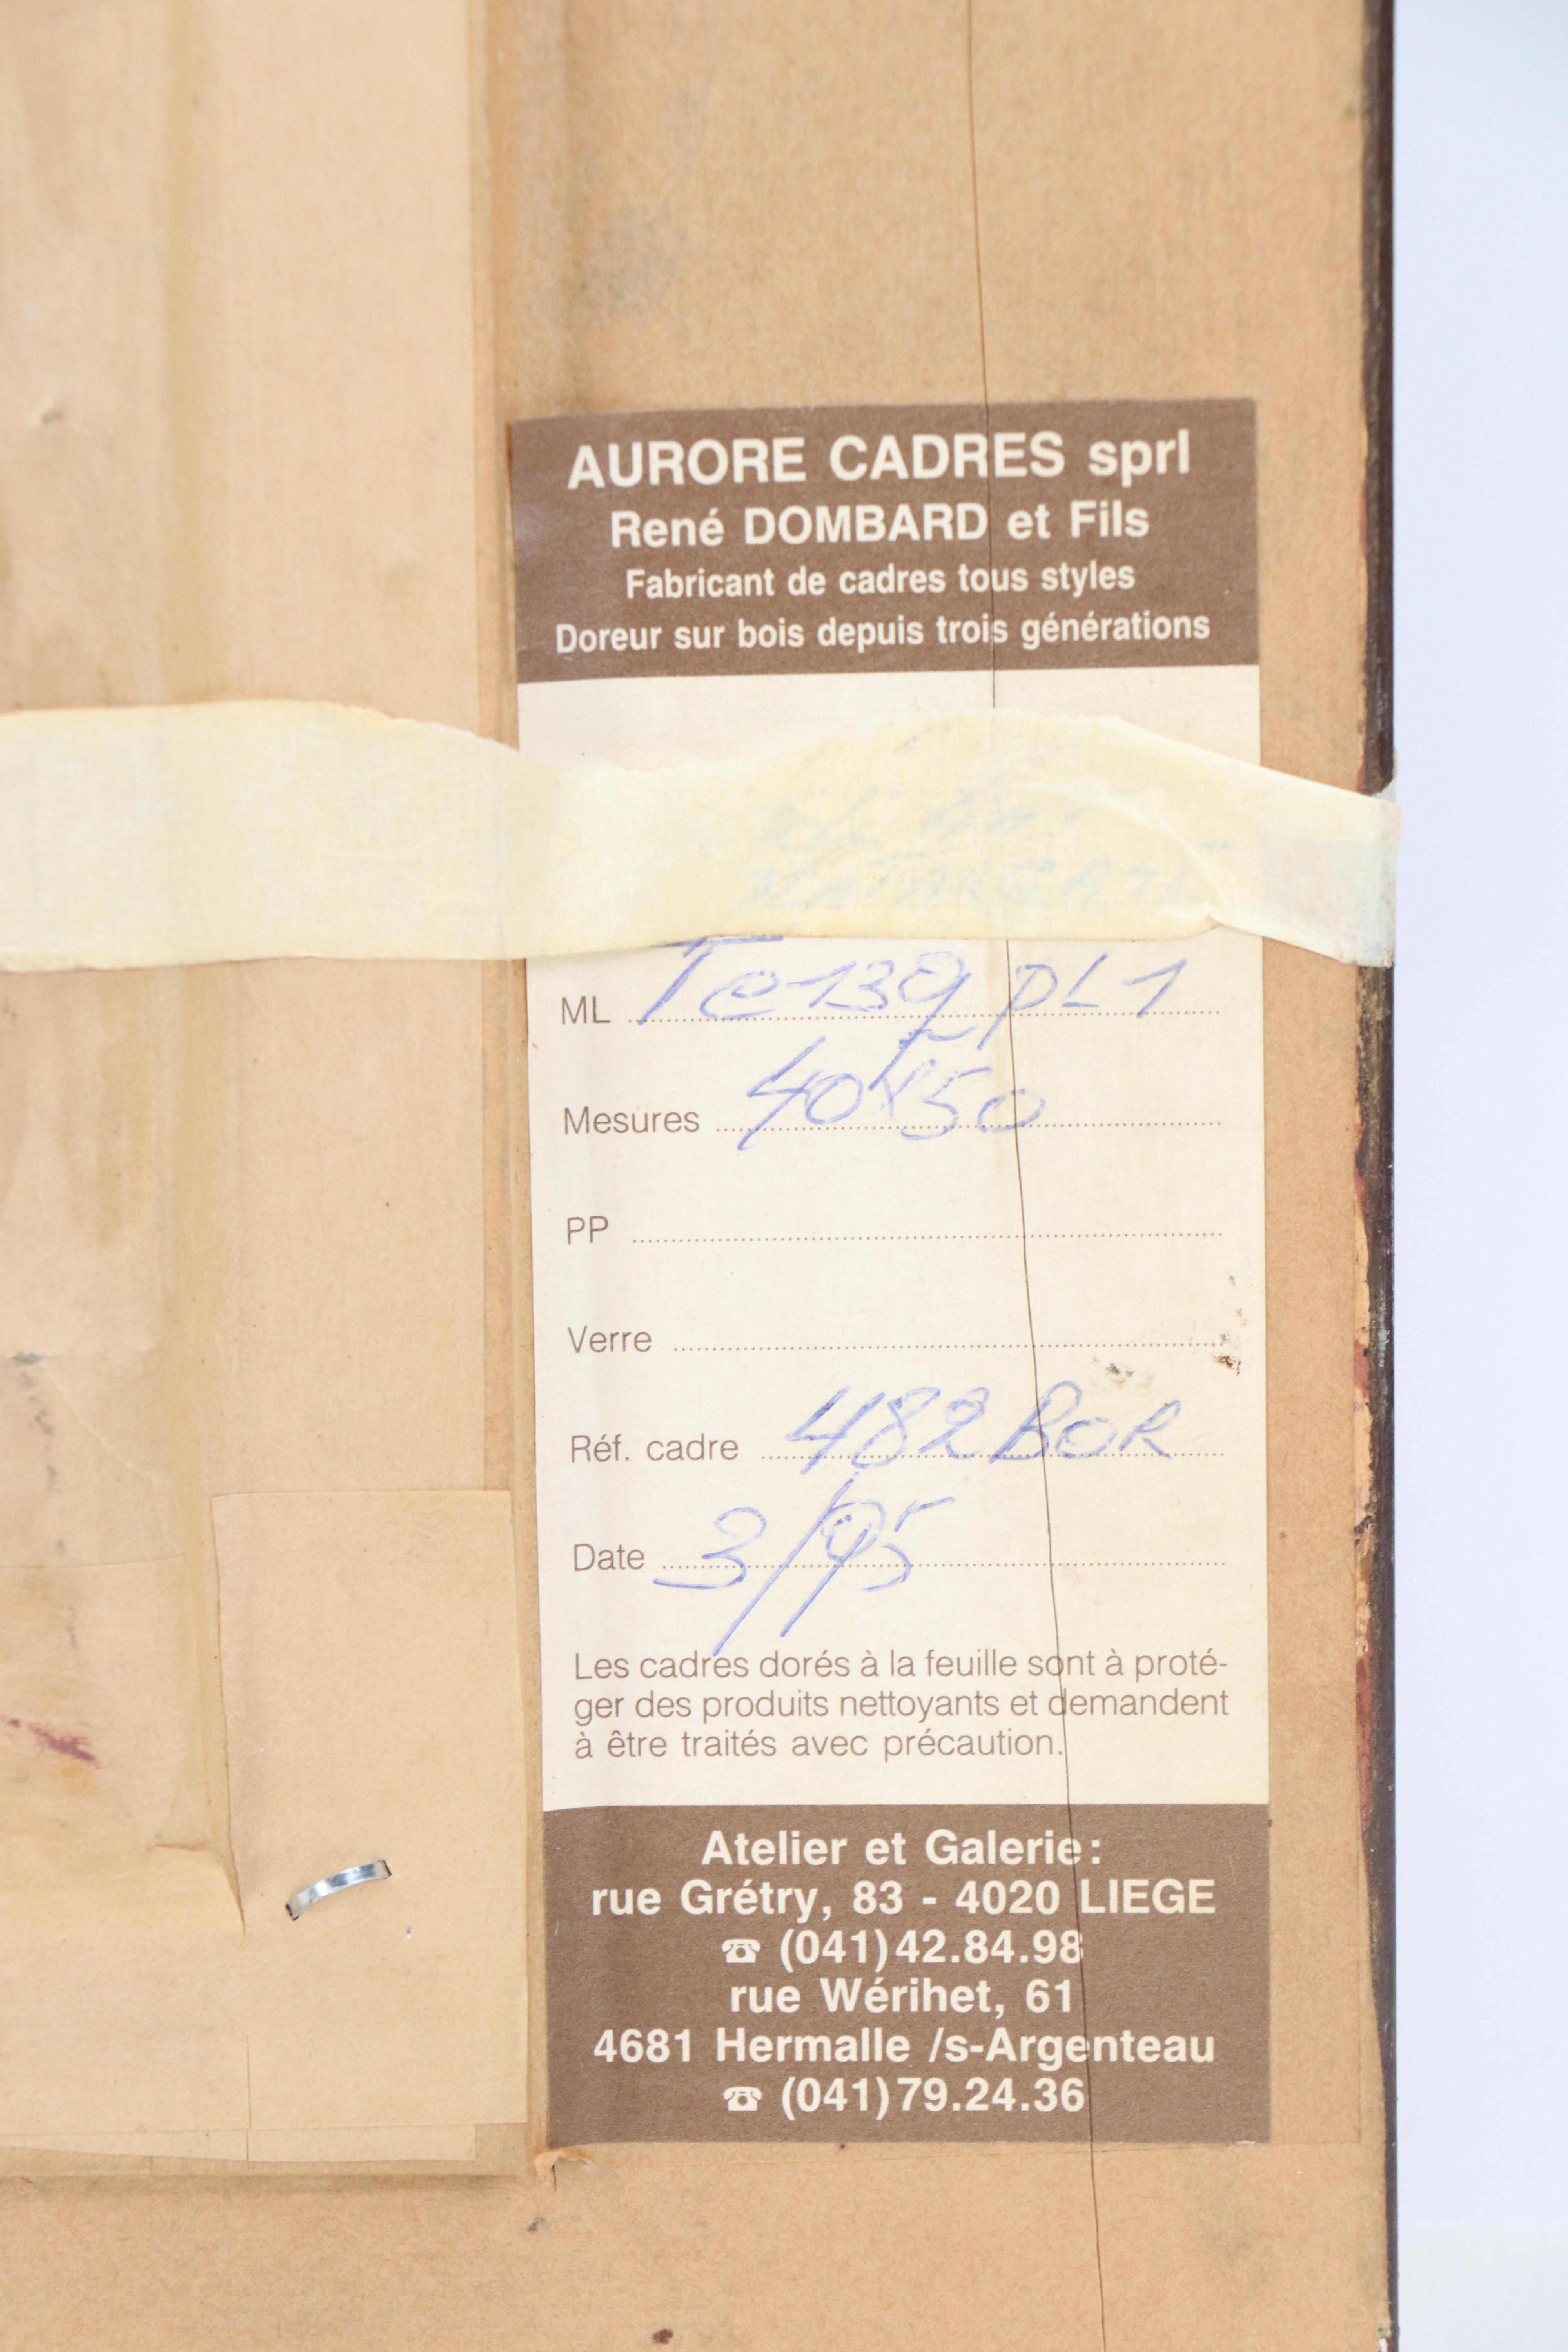 AURORE CADRES sprl
René DOMBARD et Fils
Fabricant de cadres tous styles
Doreur sur bois depuis trois générations
ML Te 139 pL1
Mesures 40x50
PP
Verre
Réf. cadre 482 BOR
Date 3/95
Les cadres dorés à la feuille sont à proté-
ger des produits nettoyants et demandent
à être traités avec précaution.
Atelier et Galerie:
rue Grétry, 83 - 4020 LIEGE
☎ (041) 42.84.98
rue Wérihet, 61
4681 Hermalle /s-Argenteau
☎ (041) 79.24.36